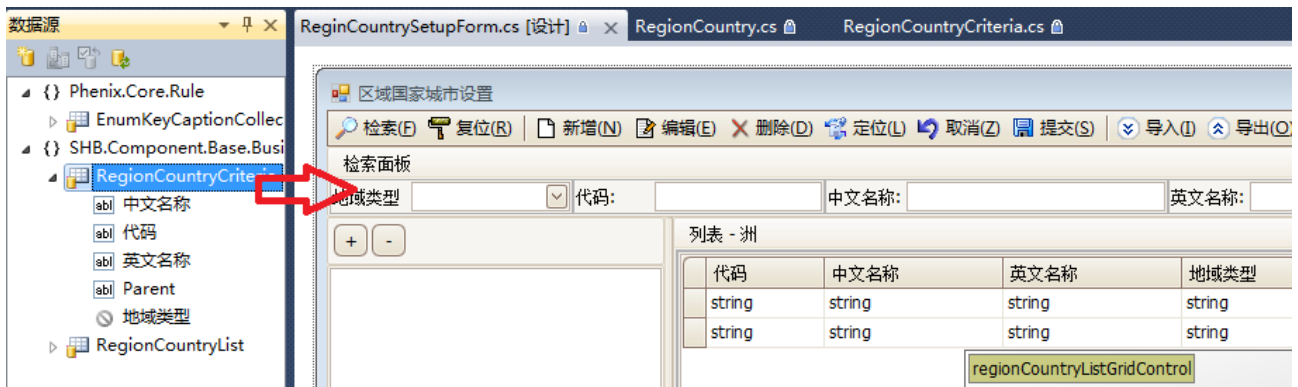 数据源
ReginCountrySetupForm.cs [设计]
RegionCountry.cs
RegionCountryCriteria.cs
{} Phenix.Core.Rule
EnumKeyCaptionCollec
{} SHB.Component.Base.Busi
RegionCountryCriteria
中文名称
代码
英文名称
Parent
地域类型
RegionCountryList
区域国家城市设置
检索(F) 复位(R) 新增(N) 编辑(E) 删除(D) 定位(L) 取消(Z) 提交(S) 导入(I) 导出(O)
检索面板
地域类型 代码: 中文名称: 英文名称:
+ -
列表 - 洲
代码 中文名称 英文名称 地域类型
string string string string
string string string string
regionCountryListGridControl